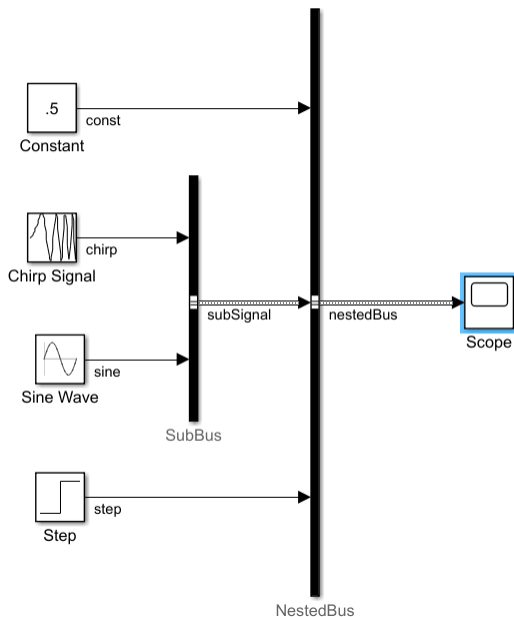 .5
const
Constant
chirp
Chirp Signal
subSignal
nestedBus
Scope
sine
Sine Wave
SubBus
step
Step
NestedBus